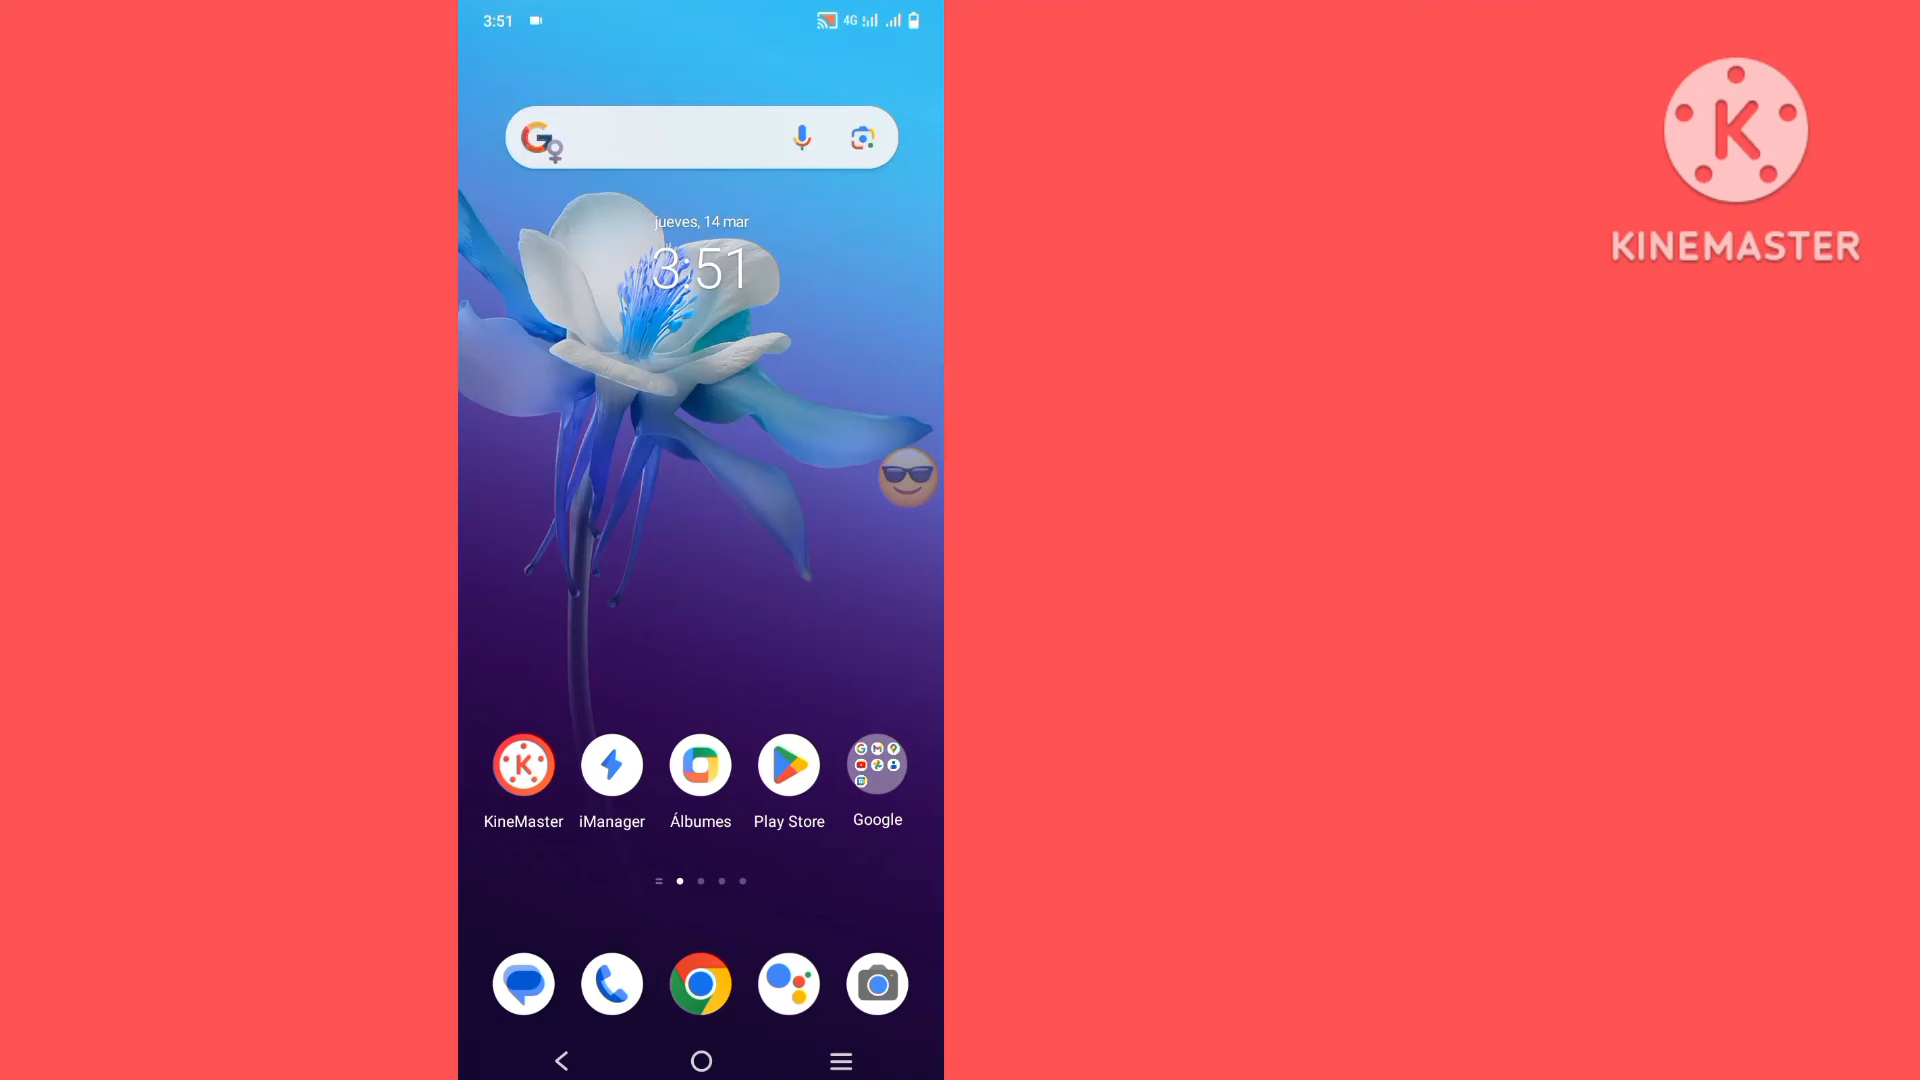 3:51
4G
K
KINEMASTER
jueves, 14 mar
3:51
KineMaster
iManager
Álbumes
Play Store
Google